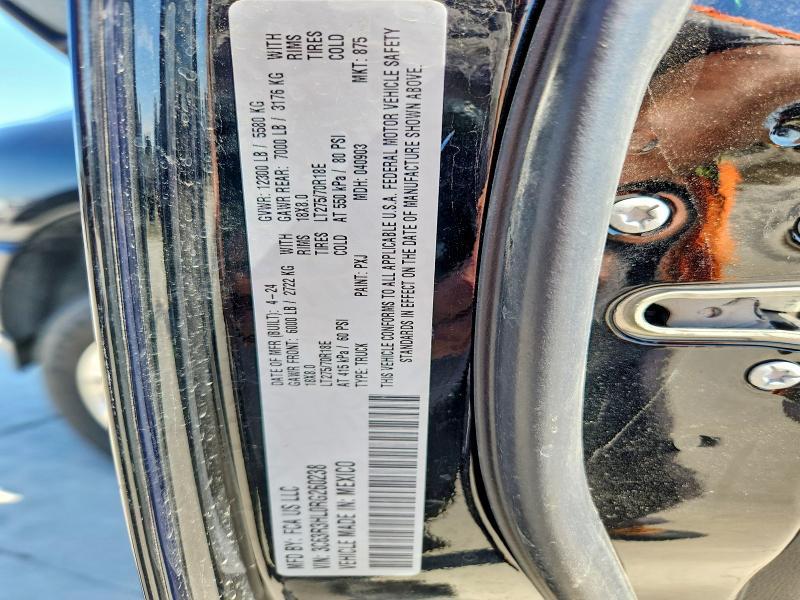 MFD BY: FCA US LLC
DATE OF MFR (BUILT): 4-24
GVWR: 12300 LB / 5580 KG
GAWR FRONT: 6000 LB / 2722 KG WITH
18X8.0 RIMS
LT275/70R18E TIRES
AT 415 kPa / 60 PSI COLD
GAWR REAR: 7000 LB / 3176 KG WITH
18X8.0 RIMS
LT275/70R18E TIRES
AT 550 kPa / 80 PSI COLD
VIN: 3C63R3HL0RG260238
TYPE: TRUCK
PAINT: PXJ
MDH: 040903
MKT: 875
VEHICLE MADE IN: MEXICO
THIS VEHICLE CONFORMS TO ALL APPLICABLE U.S.A. FEDERAL MOTOR VEHICLE SAFETY
STANDARDS IN EFFECT ON THE DATE OF MANUFACTURE SHOWN ABOVE.